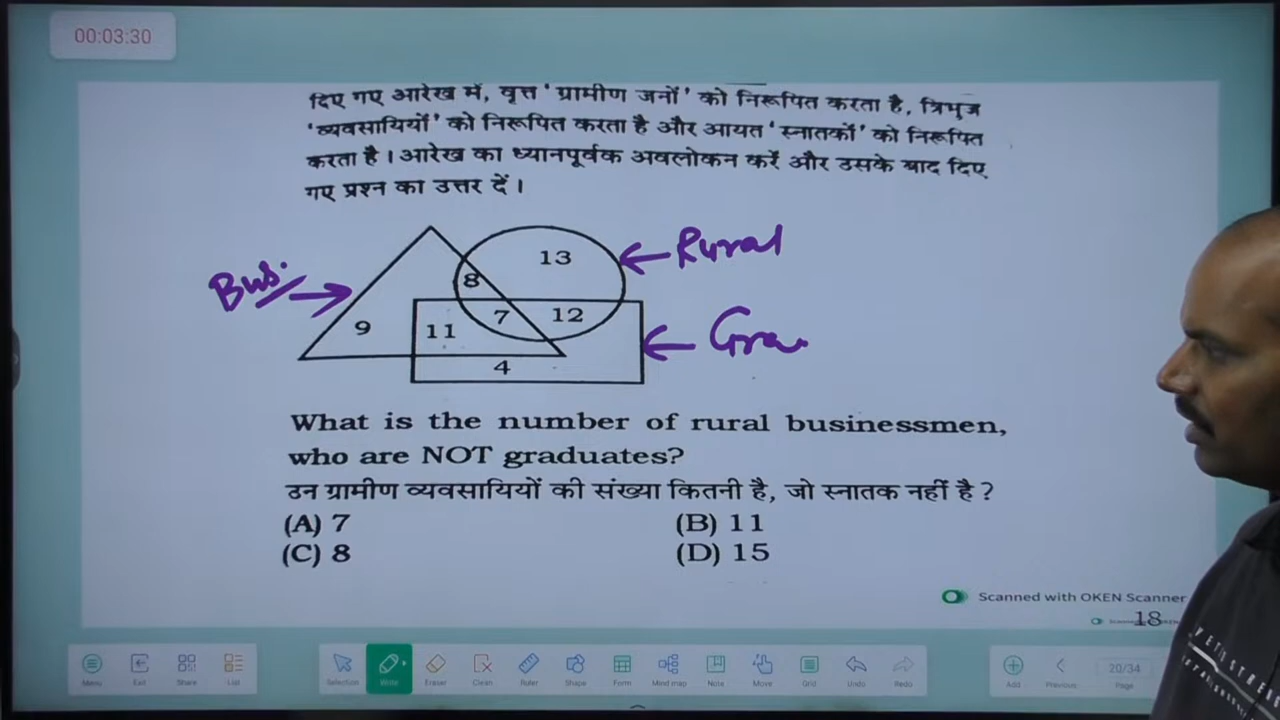 00:03:30
दिए गए आरेख में, वृत्त ' ग्रामीण जनों ' को निरूपित करता है, त्रिभुज
' व्यवसायियों ' को निरूपित करता है और आयत ' स्नातकों ' को निरूपित
करता है । आरेख का ध्यानपूर्वक अवलोकन करें और उसके बाद दिए
गए प्रश्न का उत्तर दें ।
13
Rural
Bus.
8
9
11
7
12
Gra.
4
What is the number of rural businessmen,
who are NOT graduates?
उन ग्रामीण व्यवसायियों की संख्या कितनी है, जो स्नातक नहीं है ?
(A) 7 (B) 11
(C) 8 (D) 15
Scanned with OKEN Scanner
18
Menu Exit Share List Selection Write Eraser Clean Ruler Shape Form Mind map Note Move Grid Undo Redo Add Previous 20/34 Page